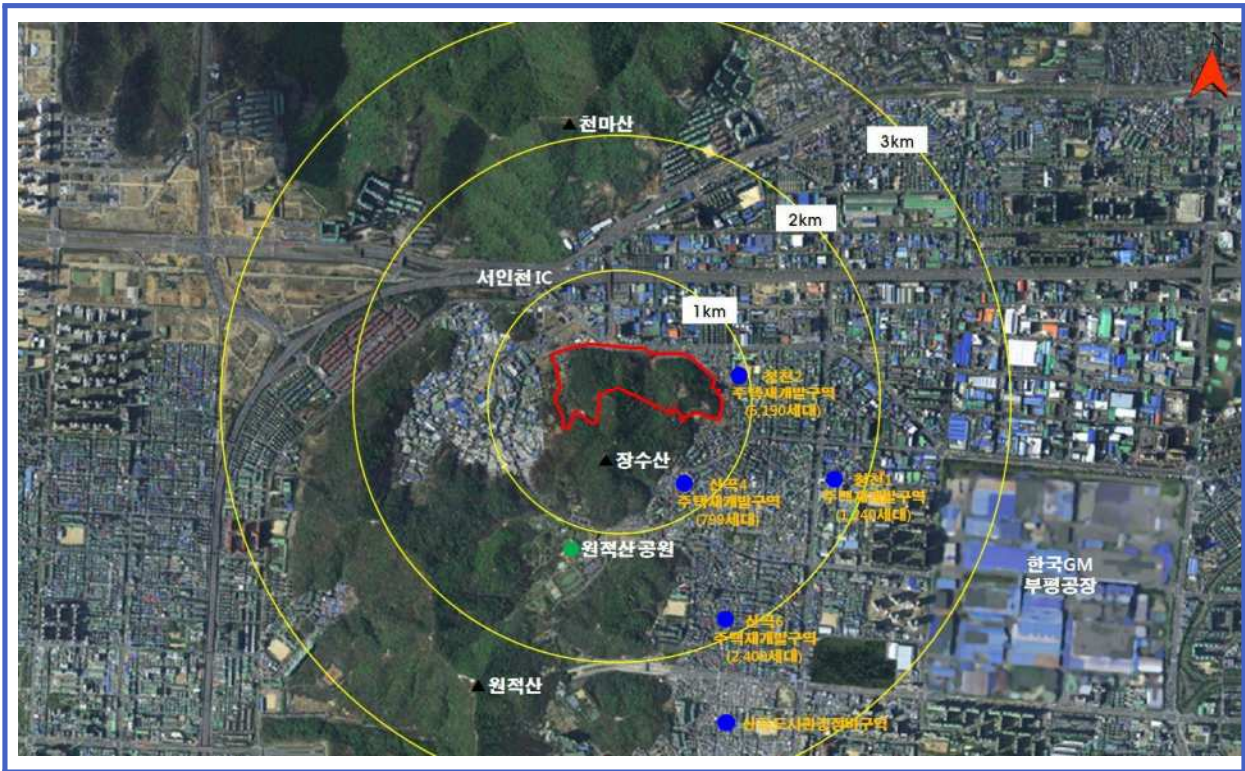 N
▲천마산
3km
2km
서인천 IC
1km
청천2
주택재개발구역
(5,190세대)
▲장수산
산곡4
주택재개발구역
(799세대)
청천1
주택재개발구역
원적산 공원
한국GM
부평공장
산곡6
주택재개발구역
▲원적산